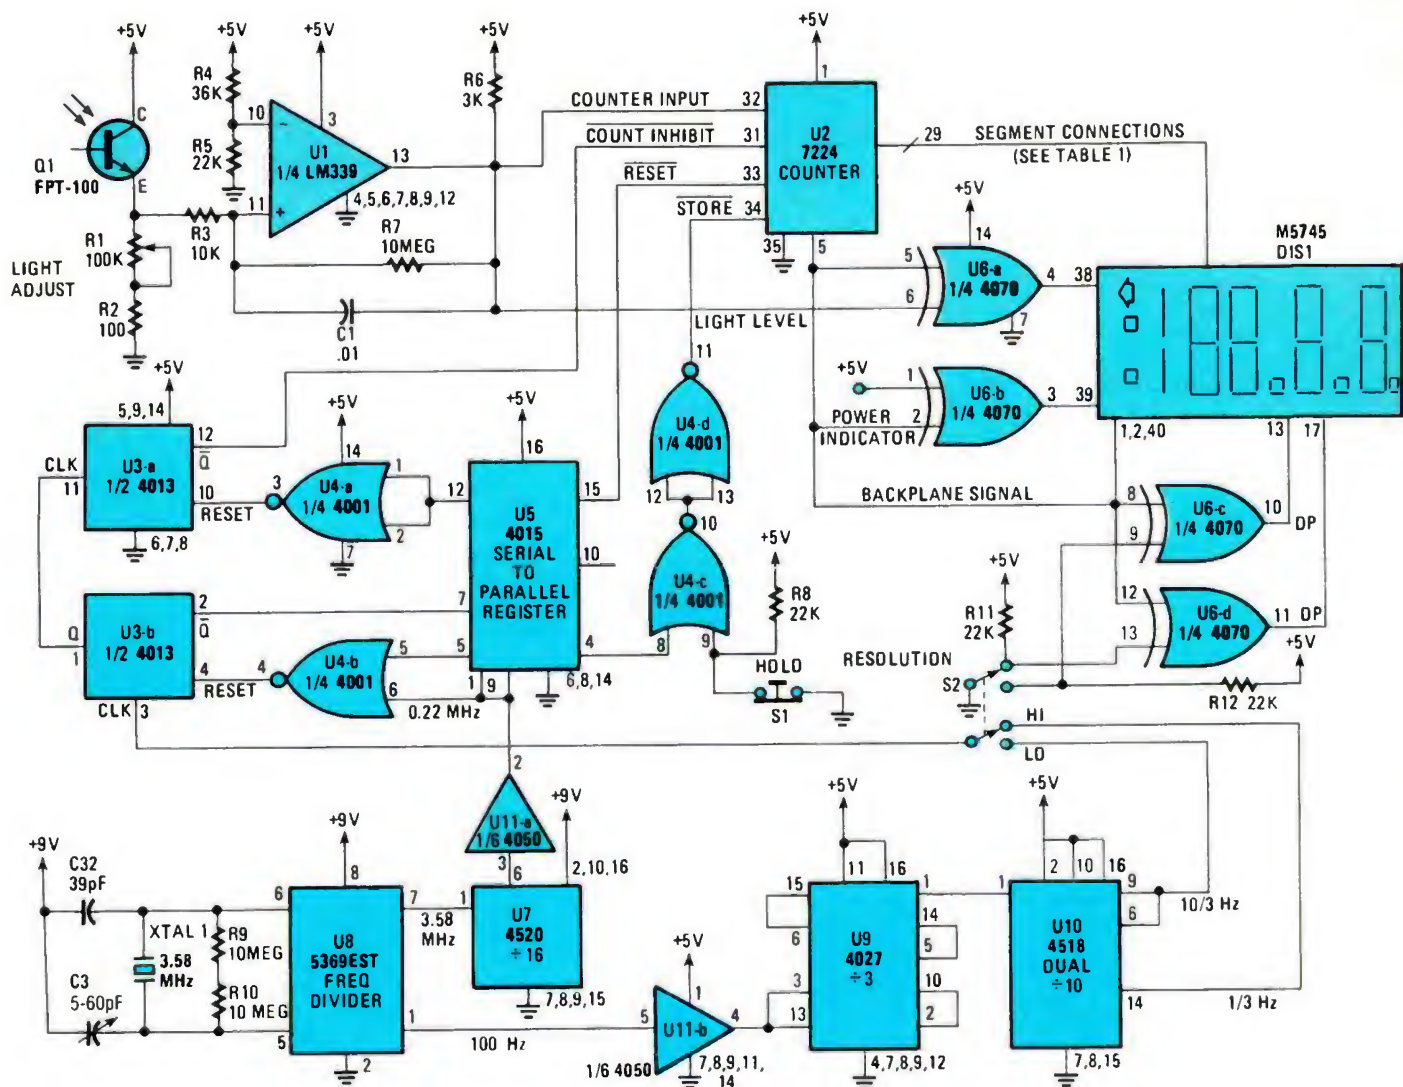 +5V
+5V
+5V
+5V
+5V
R4
36K
R6
3K
C
10
3
1
COUNTER INPUT
32
Q1
FPT-100
R5
22K
U1
1/4 LM339
13
COUNT INHIBIT
31
U2
7224
COUNTER
29
SEGMENT CONNECTIONS
(SEE TABLE 1)
E
11
4,5,6,7,8,9,12
RESET
33
STORE
34
+5V
R3
10K
R7
10MEG
35
5
14
M5745
DIS1
LIGHT
ADJUST
R1
100K
5
U6-a
1/4 4070
4
38
6
7
R2
100
C1
.01
LIGHT LEVEL
11
+5V
1
U6-b
1/4 4070
3
39
POWER
INDICATOR
2
+5V
5,9,14
+5V
+5V
U4-d
1/4 4001
1,2,40
13
17
12
Q
CLK
11
U3-a
1/2 4013
14
16
10
RESET
3
U4-a
1/4 4001
1
2
12
15
12
13
BACKPLANE SIGNAL
8
U6-c
1/4 4070
10
DP
9
6,7,8
7
U5
4015
SERIAL
TO
PARALLEL
REGISTER
10
10
+5V
U4-c
1/4 4001
R8
22K
+5V
12
U6-d
1/4 4070
11
DP
13
R11
22K
+5V
Q
1
U3-b
1/2 4013
2
Q
7
4
RESET
4
U4-b
1/4 4001
5
5
6
4
8
9
HOLD
S1
RESOLUTION
S2
R12 22K
CLK
3
0.22 MHz
1
9
6,8,14
HI
LO
2
+9V
+9V
+9V
U11-a
1/6 4050
+5V
+5V
C32
39pF
8
3
6
2,10,16
15
11
16
2
10
16
6
7
3.58
MHz
1
U7
4520
÷16
+5V
1
1
9
10/3 Hz
XTAL 1
3.58
MHz
R9
10MEG
U8
5369EST
FREQ
DIVIDER
6
U9
4027
÷3
14
5
U10
4518
DUAL
÷10
6
C3
5-60pF
R10
10 MEG
7,8,9,15
1
3
10
14
1/3 Hz
5
1
100 Hz
5
U11-b
4
13
2
2
1/6 4050
7,8,9,11,
14
4,7,8,9,12
7,8,15